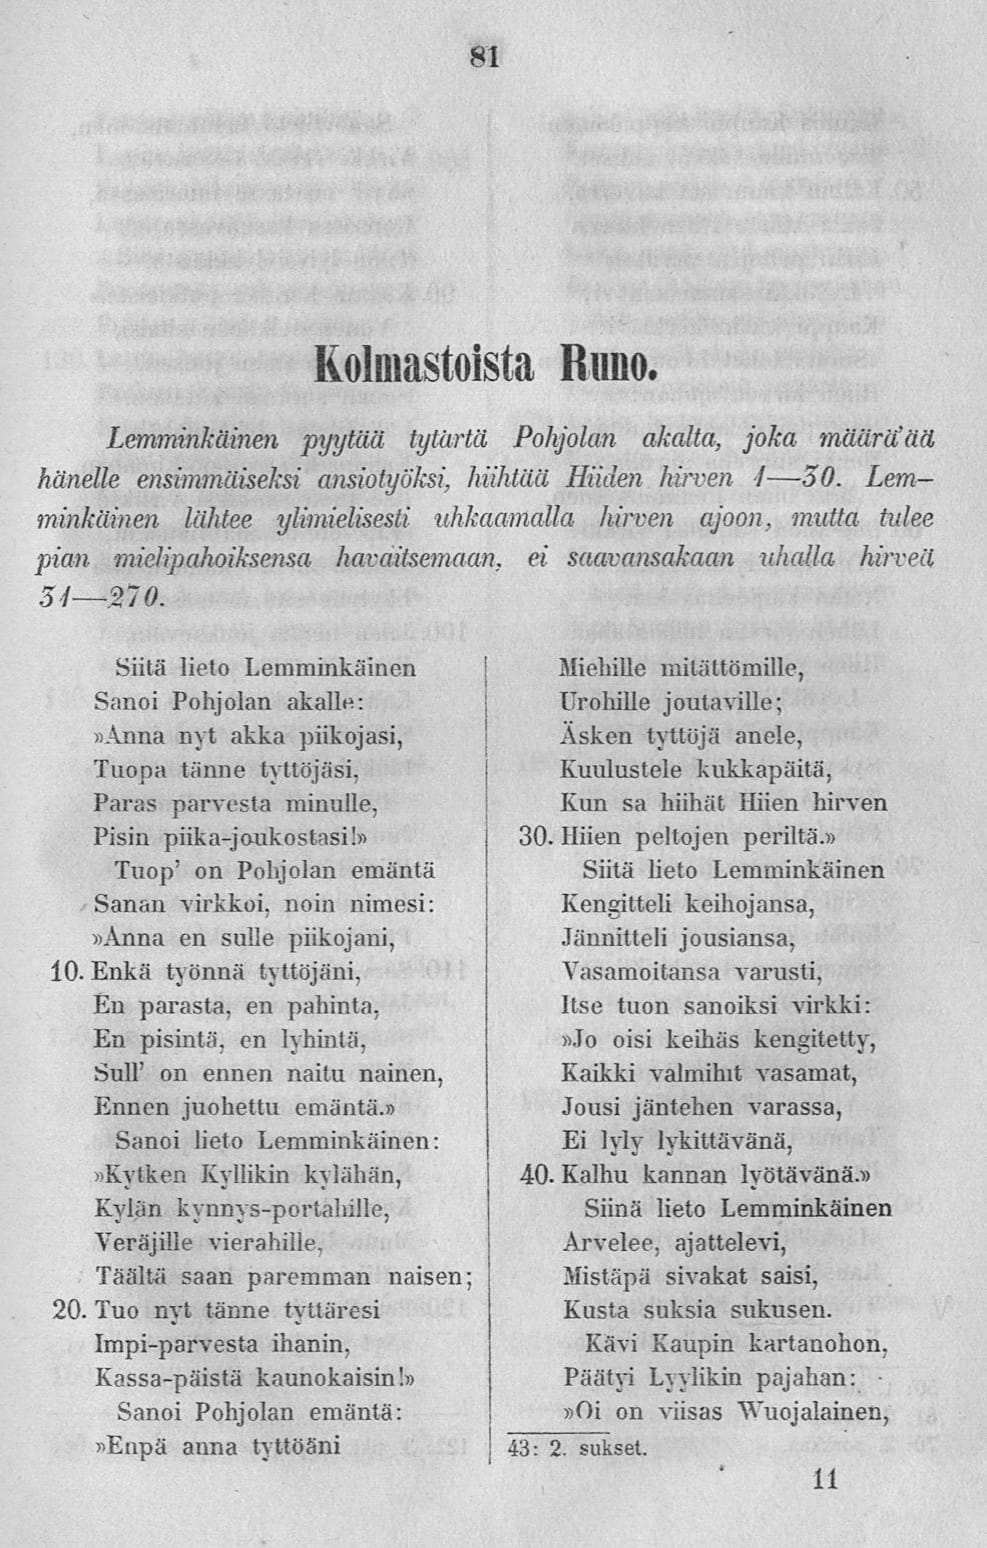 81
Kolmastoista Runo.
Lemminkäinen pyytää tytärtä Pohjolan akalta, joka määrä'ää
hänelle ensimmäiseksi ansiotyöksi, hiihtää Hiiden hirven 1—30. Lem-
minkäinen lähtee ylimielisesti uhkaamalla hirven ajoon, mutta tulee
pian mielipahoiksensa havaitsemaan, ei saavansakaan uhalla hirveä
31—270.
Siitä lieto Lemminkäinen
Sanoi Pohjolan akalle:
»Anna nyt akka piikojasi,
Tuopa tänne tyttöjäsi,
Paras parvesta minulle,
Pisin piika-joukostasi!»
Tuop' on Pohjolan emäntä
Sanan virkkoi, noin nimesi:
»Anna en sulle piikojani,
10. Enkä työnnä tyttöjäni,
En parasta, en pahinta,
En pisintä, en lyhintä,
Sull' on ennen naitu nainen,
Ennen juohettu emäntä.»
Sanoi lieto Lemminkäinen:
»Kytken Kyllikin kylähän,
Kylän kynnys-portahille,
Veräjille vierahille,
Täältä saan paremman naisen;
20. Tuo nyt tänne tyttäresi
Impi-parvesta ihanin,
Kassa-päistä kaunokaisin!»
Sanoi Pohjolan emäntä:
»Enpä anna tyttöäni
Miehille mitättömille,
Urohille joutaville;
Äsken tyttöjä anele,
Kuulustele kukkapäitä,
Kun sa hiihät Hiien hirven
30. Hiien peltojen periltä.»
Siitä lieto Lemminkäinen
Kengitteli keihojansa,
Jännitteli jousiansa,
Vasamoitansa varusti,
Itse tuon sanoiksi virkki:
»Jo oisi keihäs kengitetty,
Kaikki valmihit vasamat,
Jousi jäntehen varassa,
Ei lyly lykittävänä,
40. Kalhu kannan lyötävänä.»
Siinä lieto Lemminkäinen
Arvelee, ajattelevi,
Mistäpä sivakat saisi,
Kusta suksia sukusen.
Kävi Kaupin kartanohon,
Päätyi Lyylikin pajahan:
»Oi on viisas Wuojalainen,
43: 2. sukset.
11